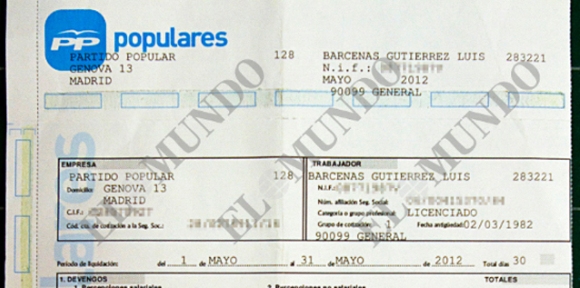 PP populares
PARTIDO POPULAR 128 BARCENAS GUTIERREZ LUIS 283221
GENOVA 13 N.i.f.:
MADRID MAYO 2012
90099 GENERAL
EL MUNDO EL MUNDO EL MUNDO
EMPRESA TRABAJADOR
PARTIDO POPULAR 128 BARCENAS GUTIERREZ LUIS 283221
Domicilio: GENOVA 13 N.I.F.
MADRID Núm. afiliación Seg. Social:
C.I.F.: Categoría o grupo profesional: LICENCIADO
Cód. cta. de cotización a la Seg. Soc.: Grupo de cotización: Fecha antigüedad: 02/03/1982
90099 GENERAL
Período de liquidación: del 1 de MAYO al 31 de MAYO de 2012 Total días 30
1. DEVENGOS TOTALES